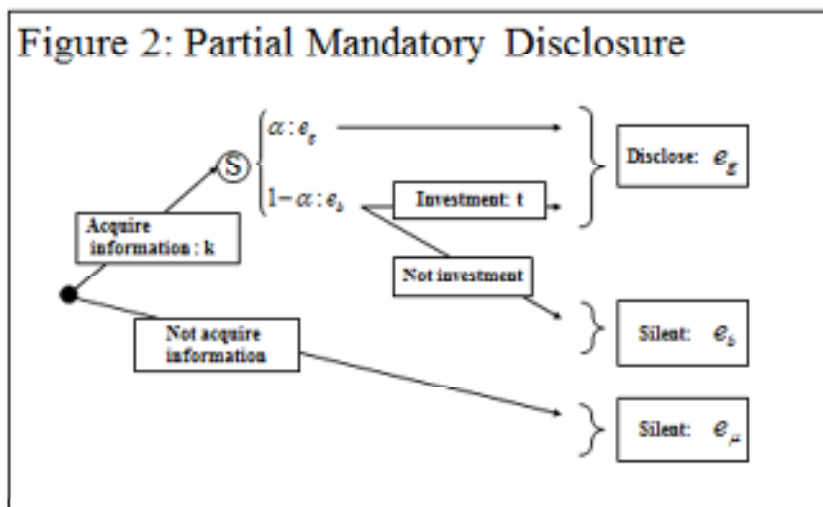 Figure 2: Partial Mandatory Disclosure
α : e_g
S
Disclose: e_g
1-α : e_b
Investment: t
Acquire
information : k
Not investment
Not acquire
information
Silent: e_b
Silent: e_μ